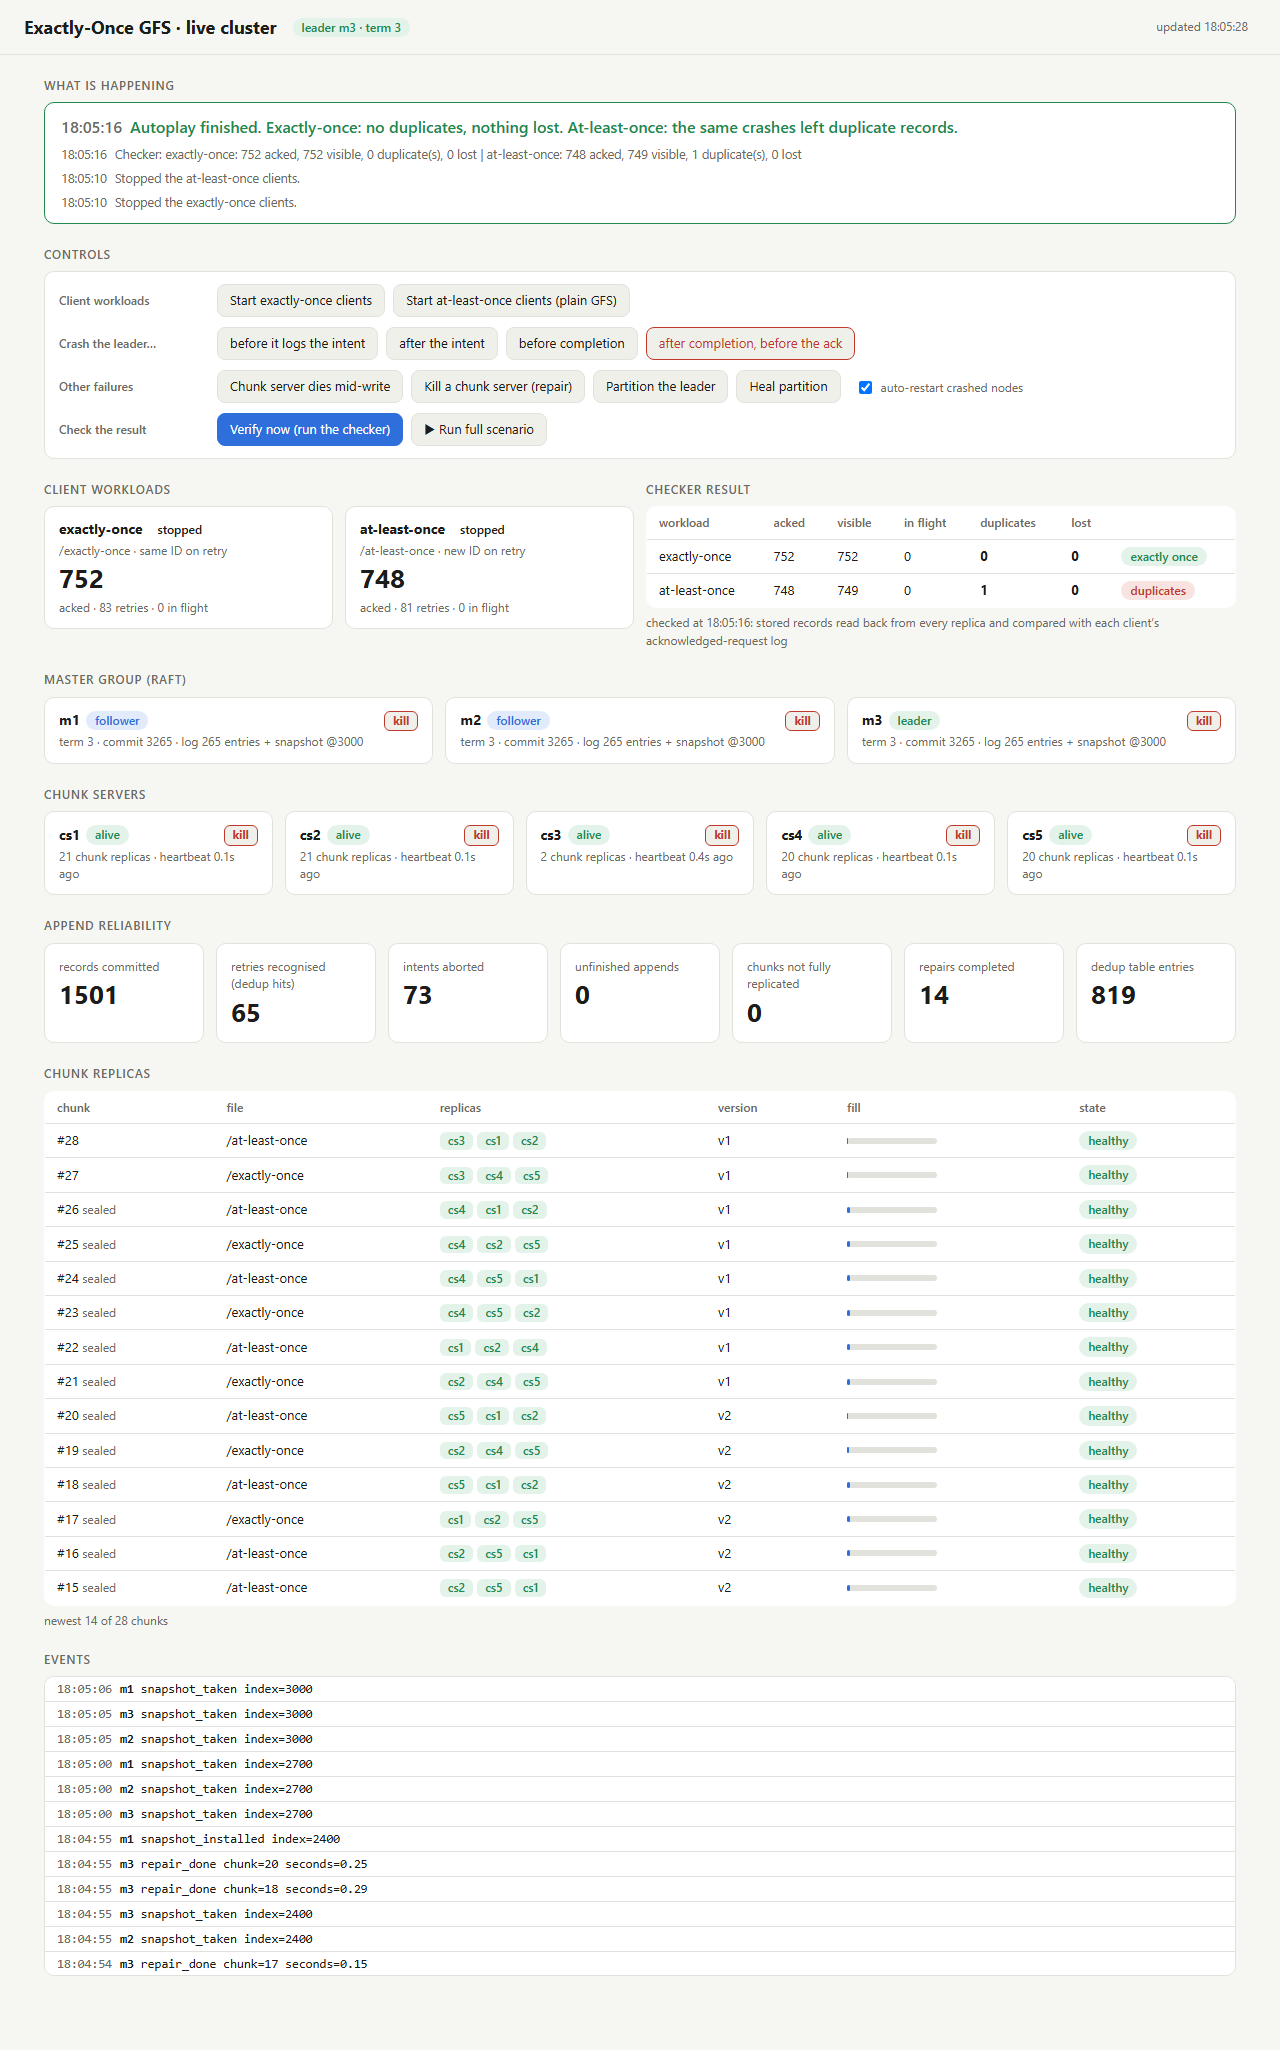 Exactly-Once GFS · live cluster leader m3 · term 3 updated 18:05:28
WHAT IS HAPPENING
18:05:16 Autoplay finished. Exactly-once: no duplicates, nothing lost. At-least-once: the same crashes left duplicate records.
18:05:16 Checker: exactly-once: 752 acked, 752 visible, 0 duplicate(s), 0 lost | at-least-once: 748 acked, 749 visible, 1 duplicate(s), 0 lost
18:05:10 Stopped the at-least-once clients.
18:05:10 Stopped the exactly-once clients.
CONTROLS
Client workloads Start exactly-once clients Start at-least-once clients (plain GFS)
Crash the leader... before it logs the intent after the intent before completion after completion, before the ack
Other failures Chunk server dies mid-write Kill a chunk server (repair) Partition the leader Heal partition auto-restart crashed nodes
Check the result Verify now (run the checker) ▶ Run full scenario
CLIENT WORKLOADS
exactly-once stopped
/exactly-once · same ID on retry
752
acked · 83 retries · 0 in flight
at-least-once stopped
/at-least-once · new ID on retry
748
acked · 81 retries · 0 in flight
CHECKER RESULT
workload acked visible in flight duplicates lost
exactly-once 752 752 0 0 0 exactly once
at-least-once 748 749 0 1 0 duplicates
checked at 18:05:16: stored records read back from every replica and compared with each client's
acknowledged-request log
MASTER GROUP (RAFT)
m1 follower kill
term 3 · commit 3265 · log 265 entries + snapshot @3000
m2 follower kill
term 3 · commit 3265 · log 265 entries + snapshot @3000
m3 leader kill
term 3 · commit 3265 · log 265 entries + snapshot @3000
CHUNK SERVERS
cs1 alive kill
21 chunk replicas · heartbeat 0.1s
ago
cs2 alive kill
21 chunk replicas · heartbeat 0.1s
ago
cs3 alive kill
2 chunk replicas · heartbeat 0.4s ago
cs4 alive kill
20 chunk replicas · heartbeat 0.1s
ago
cs5 alive kill
20 chunk replicas · heartbeat 0.1s
ago
APPEND RELIABILITY
records committed
1501
retries recognised
(dedup hits)
65
intents aborted
73
unfinished appends
0
chunks not fully
replicated
0
repairs completed
14
dedup table entries
819
CHUNK REPLICAS
chunk file replicas version fill state
#28 /at-least-once cs3 cs1 cs2 v1 healthy
#27 /exactly-once cs3 cs4 cs5 v1 healthy
#26 sealed /at-least-once cs4 cs1 cs2 v1 healthy
#25 sealed /exactly-once cs4 cs2 cs5 v1 healthy
#24 sealed /at-least-once cs4 cs5 cs1 v1 healthy
#23 sealed /exactly-once cs4 cs5 cs2 v1 healthy
#22 sealed /at-least-once cs1 cs2 cs4 v1 healthy
#21 sealed /exactly-once cs2 cs4 cs5 v1 healthy
#20 sealed /at-least-once cs5 cs1 cs2 v2 healthy
#19 sealed /exactly-once cs2 cs4 cs5 v2 healthy
#18 sealed /at-least-once cs5 cs1 cs2 v2 healthy
#17 sealed /exactly-once cs1 cs2 cs5 v2 healthy
#16 sealed /at-least-once cs2 cs5 cs1 v2 healthy
#15 sealed /at-least-once cs2 cs5 cs1 v2 healthy
newest 14 of 28 chunks
EVENTS
18:05:06 m1 snapshot_taken index=3000
18:05:05 m3 snapshot_taken index=3000
18:05:05 m2 snapshot_taken index=3000
18:05:00 m1 snapshot_taken index=2700
18:05:00 m2 snapshot_taken index=2700
18:05:00 m3 snapshot_taken index=2700
18:04:55 m1 snapshot_installed index=2400
18:04:55 m3 repair_done chunk=20 seconds=0.25
18:04:55 m3 repair_done chunk=18 seconds=0.29
18:04:55 m3 snapshot_taken index=2400
18:04:55 m2 snapshot_taken index=2400
18:04:54 m3 repair_done chunk=17 seconds=0.15